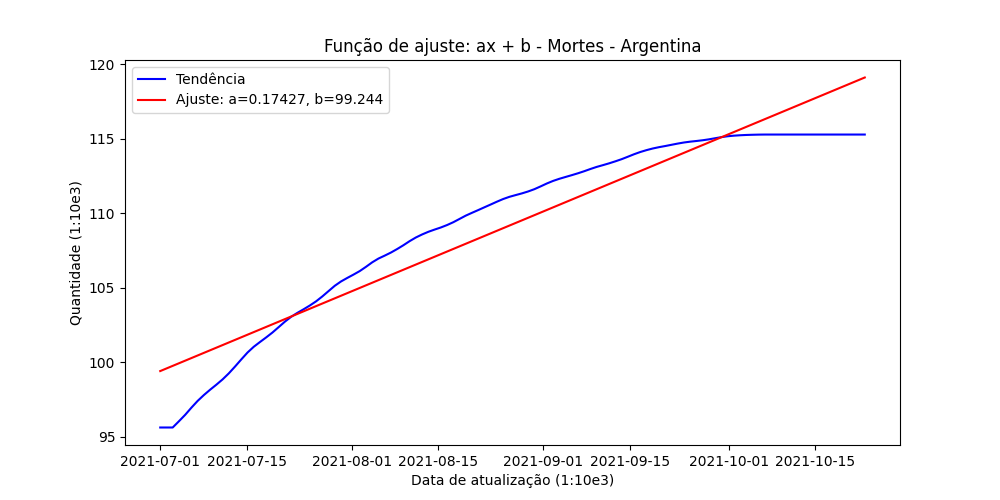 Função de ajuste: ax + b - Mortes - Argentina
Tendência
Ajuste: a=0.17427, b=99.244
Quantidade (1:10e3)
120
115
110
105
100
95
2021-07-01 2021-07-15 2021-08-01 2021-08-15 2021-09-01 2021-09-15 2021-10-01 2021-10-15
Data de atualização (1:10e3)